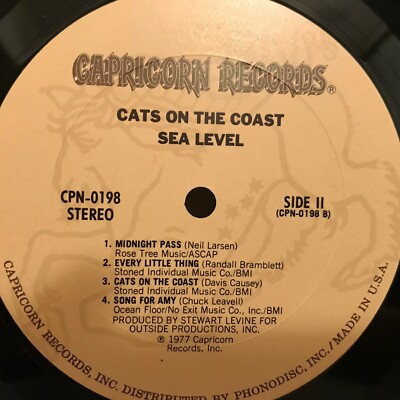 CAPRICORN RECORDS®
CATS ON THE COAST
SEA LEVEL
CPN-0198
STEREO
SIDE II
(CPN-0198 B)
1. MIDNIGHT PASS (Neil Larsen)
Rose Tree Music/ASCAP
2. EVERY LITTLE THING (Randall Bramblett)
Stoned Individual Music Co./BMI
3. CATS ON THE COAST (Davis Causey)
Stoned Individual Music Co./BMI
4. SONG FOR AMY (Chuck Leavell)
Ocean Floor/No Exit Music Co., Inc./BMI
PRODUCED BY STEWART LEVINE FOR
OUTSIDE PRODUCTIONS, INC.
℗ 1977 Capricorn
Records, Inc.
CAPRICORN RECORDS, INC. DISTRIBUTED BY PHONODISC, INC./MADE IN U.S.A.